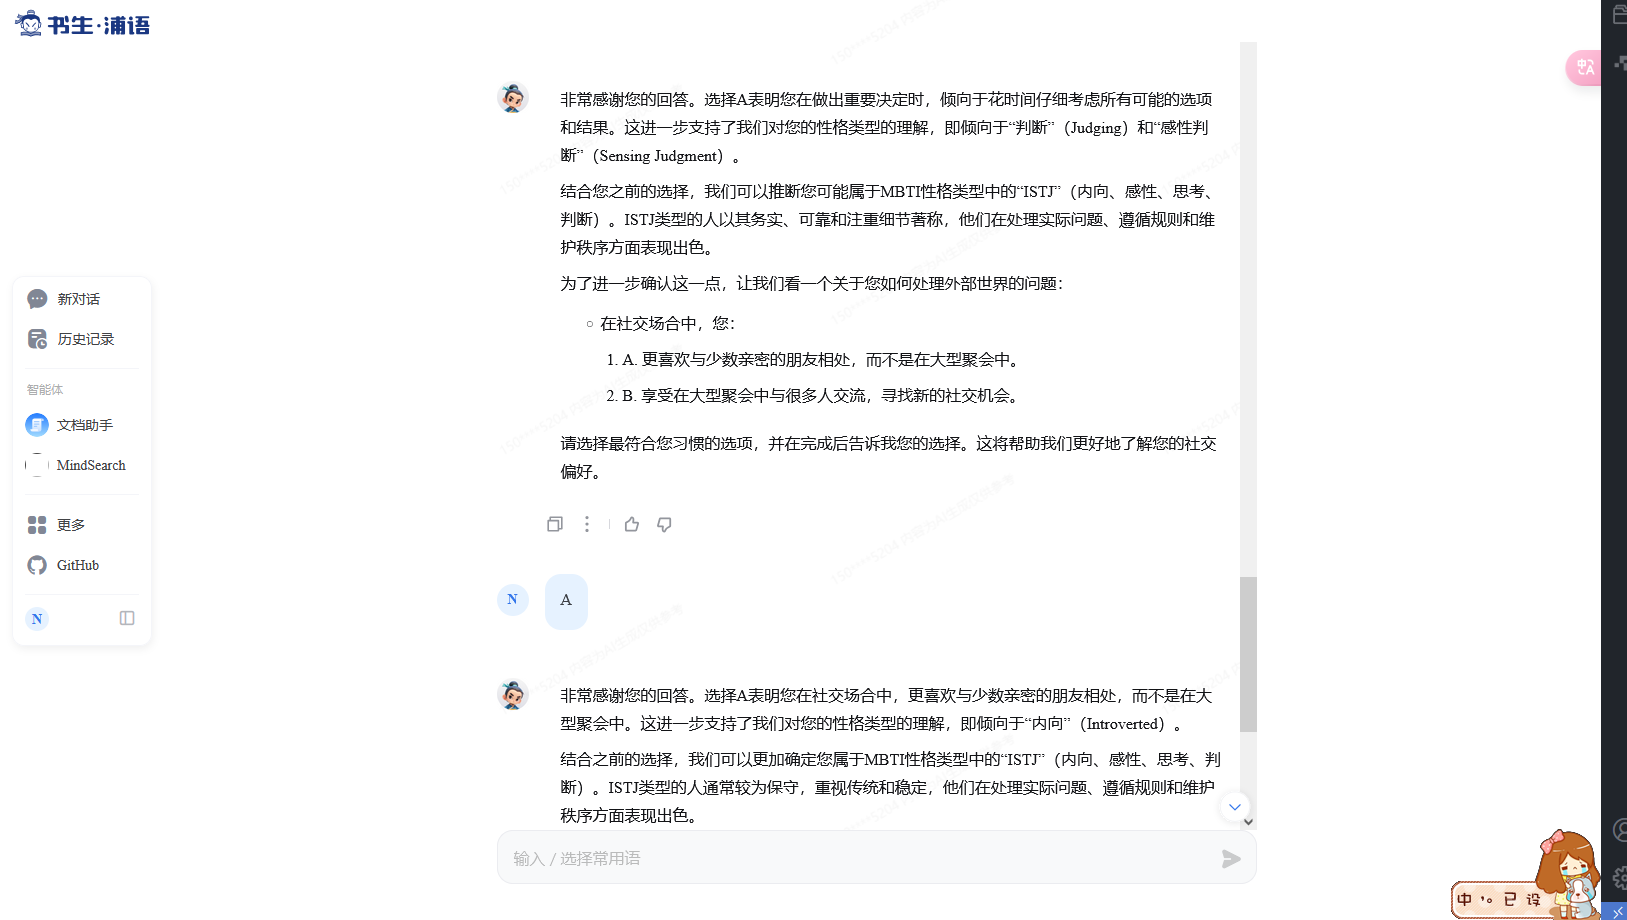 书生·浦语
非常感谢您的回答。选择A表明您在做出重要决定时，倾向于花时间仔细考虑所有可能的选项
和结果。这进一步支持了我们对您的性格类型的理解，即倾向于“判断”（Judging）和“感性判
断”（Sensing Judgment）。
结合您之前的选择，我们可以推断您可能属于MBTI性格类型中的“ISTJ”（内向、感性、思考、
判断）。ISTJ类型的人以其务实、可靠和注重细节著称，他们在处理实际问题、遵循规则和维
护秩序方面表现出色。
为了进一步确认这一点，让我们看一个关于您如何处理外部世界的问题：
在社交场合中，您：
1. A. 更喜欢与少数亲密的朋友相处，而不是在大型聚会中。
2. B. 享受在大型聚会中与很多人交流，寻找新的社交机会。
请选择最符合您习惯的选项，并在完成后告诉我您的选择。这将帮助我们更好地了解您的社交
偏好。
N
A
非常感谢您的回答。选择A表明您在社交场合中，更喜欢与少数亲密的朋友相处，而不是在大
型聚会中。这进一步支持了我们对您的性格类型的理解，即倾向于“内向”（Introverted）。
结合之前的选择，我们可以更加确定您属于MBTI性格类型中的“ISTJ”（内向、感性、思考、判
断）。ISTJ类型的人通常较为保守，重视传统和稳定，他们在处理实际问题、遵循规则和维护
秩序方面表现出色。
输入 / 选择常用语
新对话
历史记录
智能体
文档助手
MindSearch
更多
GitHub
N
中A
中 已 设